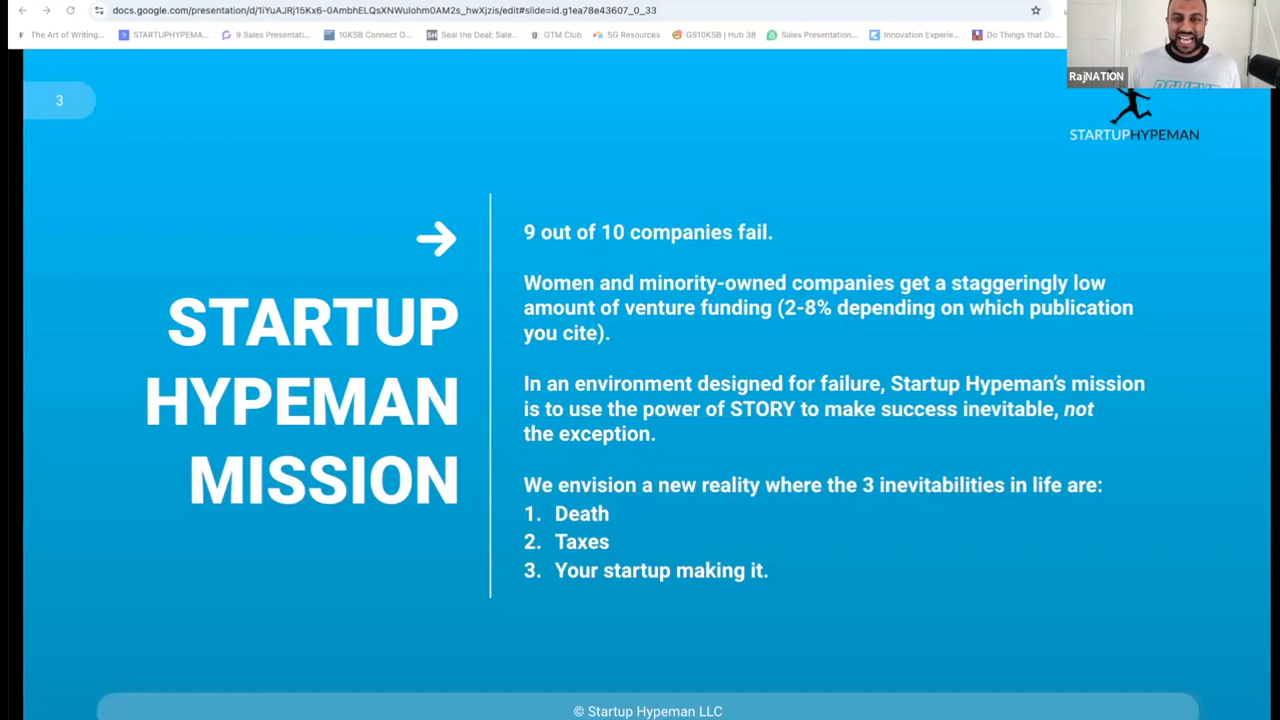 docs.google.com/presentation/d/1iYuAJRj15Kx6-0AmbhELQsXNWulohm0AM2s_hwXjzis/edit#slide=id.g1ea78e43607_0_33
The Art of Writing... STARTUPHYPEMA... 9 Sales Presentati... 10KSB Connect O... Seal the Deal: Sale... GTM Club SG Resources GS10KSB | Hub 38 Sales Presentation... Innovation Experie... Do Things that Do...
RajNATION
3
STARTUPHYPEMAN
STARTUP
HYPEMAN
MISSION
9 out of 10 companies fail.
Women and minority-owned companies get a staggeringly low
amount of venture funding (2-8% depending on which publication
you cite).
In an environment designed for failure, Startup Hypeman's mission
is to use the power of STORY to make success inevitable, not
the exception.
We envision a new reality where the 3 inevitabilities in life are:
1. Death
2. Taxes
3. Your startup making it.
© Startup Hypeman LLC